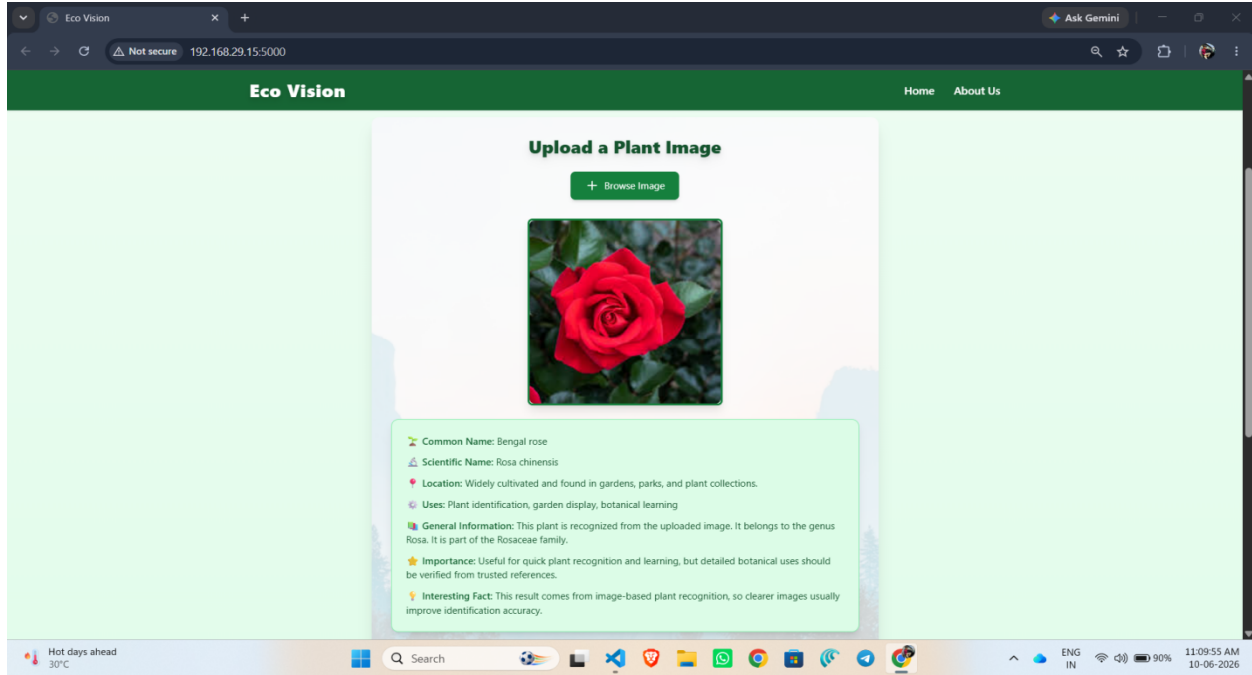 Eco Vision
Ask Gemini
Not secure 192.168.29.15:5000
Eco Vision
Home About Us
Upload a Plant Image
+ Browse Image
Common Name: Bengal rose
Scientific Name: Rosa chinensis
Location: Widely cultivated and found in gardens, parks, and plant collections.
Uses: Plant identification, garden display, botanical learning
General Information: This plant is recognized from the uploaded image. It belongs to the genus
Rosa. It is part of the Rosaceae family.
Importance: Useful for quick plant recognition and learning, but detailed botanical uses should
be verified from trusted references.
Interesting Fact: This result comes from image-based plant recognition, so clearer images usually
improve identification accuracy.
Hot days ahead
30°C
Search
ENG
IN
90%
11:09:55 AM
10-06-2026